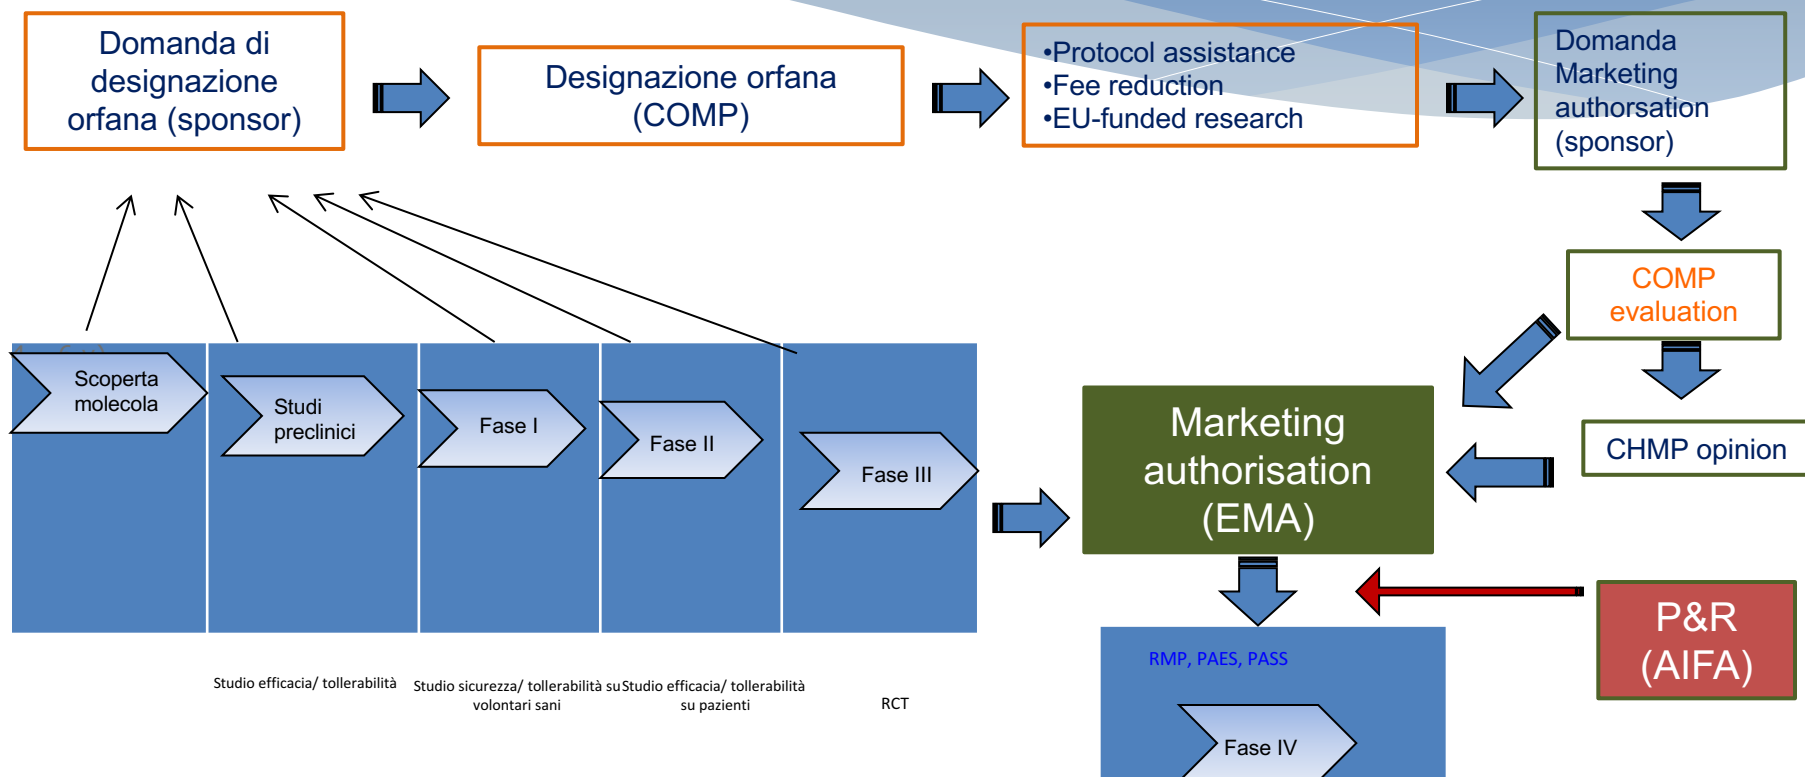 Domanda di
designazione
orfana (sponsor)
Designazione orfana
(COMP)
•Protocol assistance
•Fee reduction
•EU-funded research
Domanda
Marketing
authorsation
(sponsor)
COMP
evaluation
CHMP opinion
Scoperta
molecola
Studi
preclinici
Fase I
Fase II
Fase III
Marketing
authorisation
(EMA)
P&R
(AIFA)
Studio efficacia/ tollerabilità
Studio sicurezza/ tollerabilità su
volontari sani
Studio efficacia/ tollerabilità
su pazienti
RCT
RMP, PAES, PASS
Fase IV